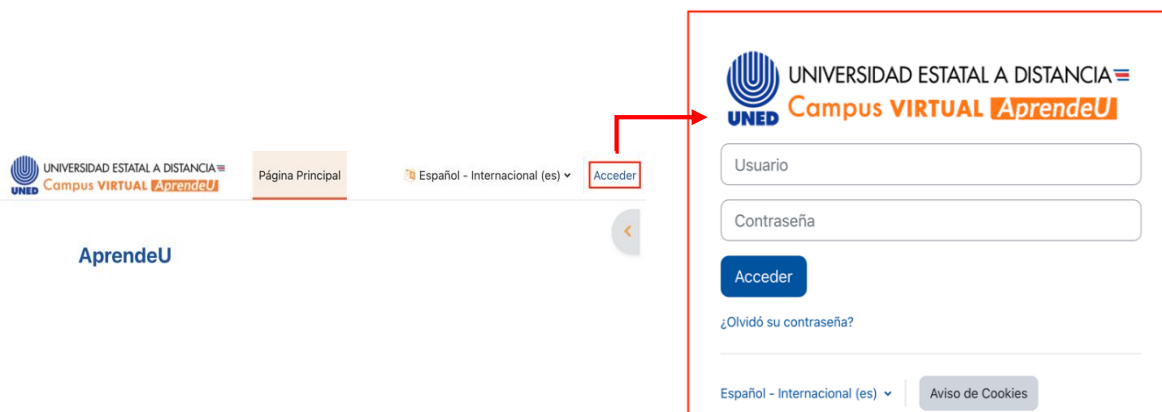 UNED
UNIVERSIDAD ESTATAL A DISTANCIA
Campus VIRTUAL AprendeU
Página Principal
Español - Internacional (es)
Acceder
AprendeU
UNED
UNIVERSIDAD ESTATAL A DISTANCIA
Campus VIRTUAL AprendeU
Usuario
Contraseña
Acceder
¿Olvidó su contraseña?
Español - Internacional (es)
Aviso de Cookies